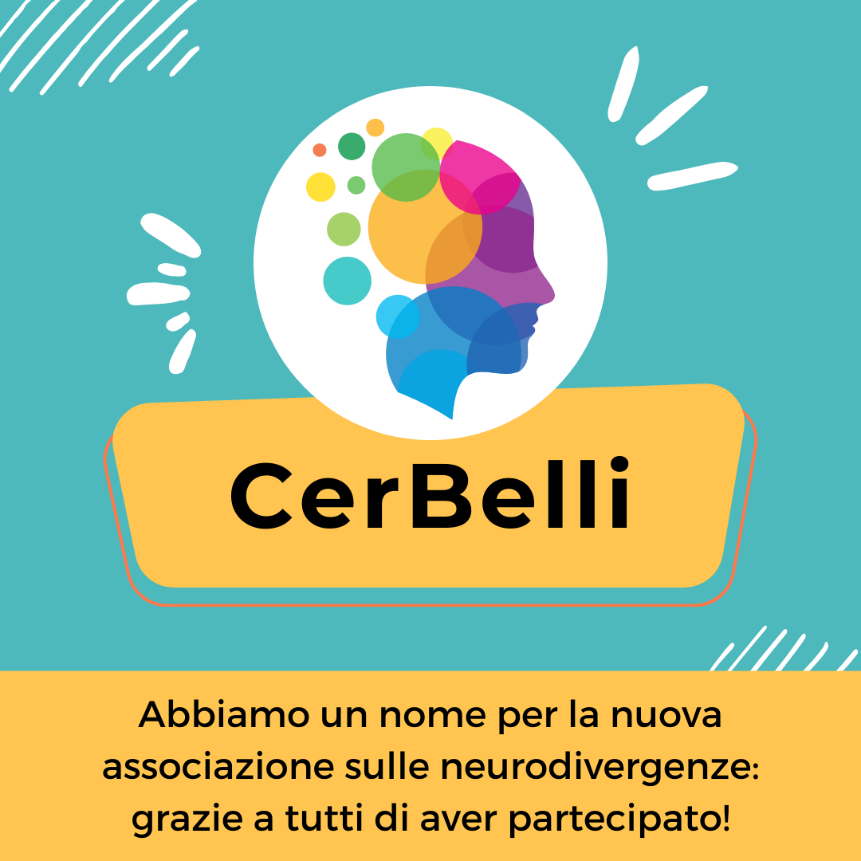 CerBelli
Abbiamo un nome per la nuova
associazione sulle neurodivergenze:
grazie a tutti di aver partecipato!